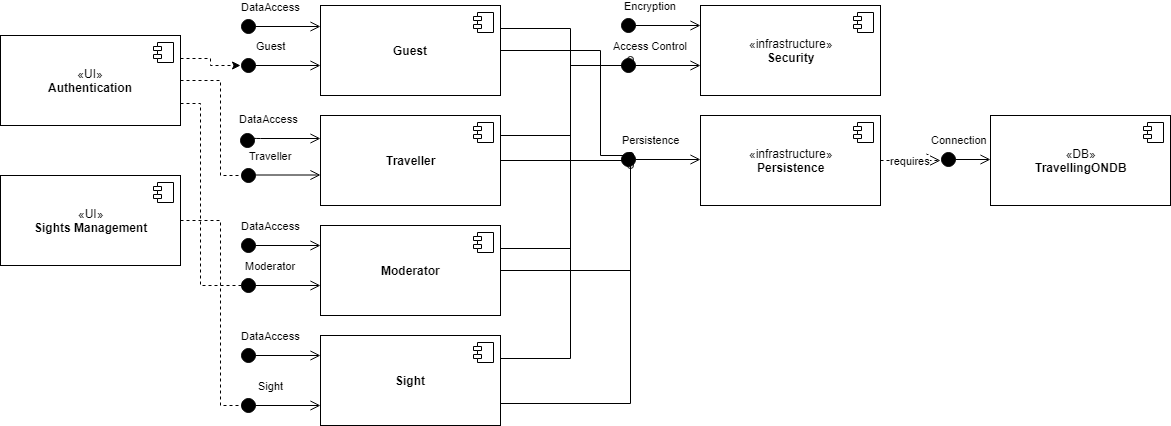 DataAccess
Guest
Guest
Encryption
Access Control
«infrastructure»
Security
«UI»
Authentication
DataAccess
Traveller
Traveller
Persistence
«infrastructure»
Persistence
requires
Connection
«DB»
TravellingONDB
«UI»
Sights Management
DataAccess
Moderator
Moderator
DataAccess
Sight
Sight